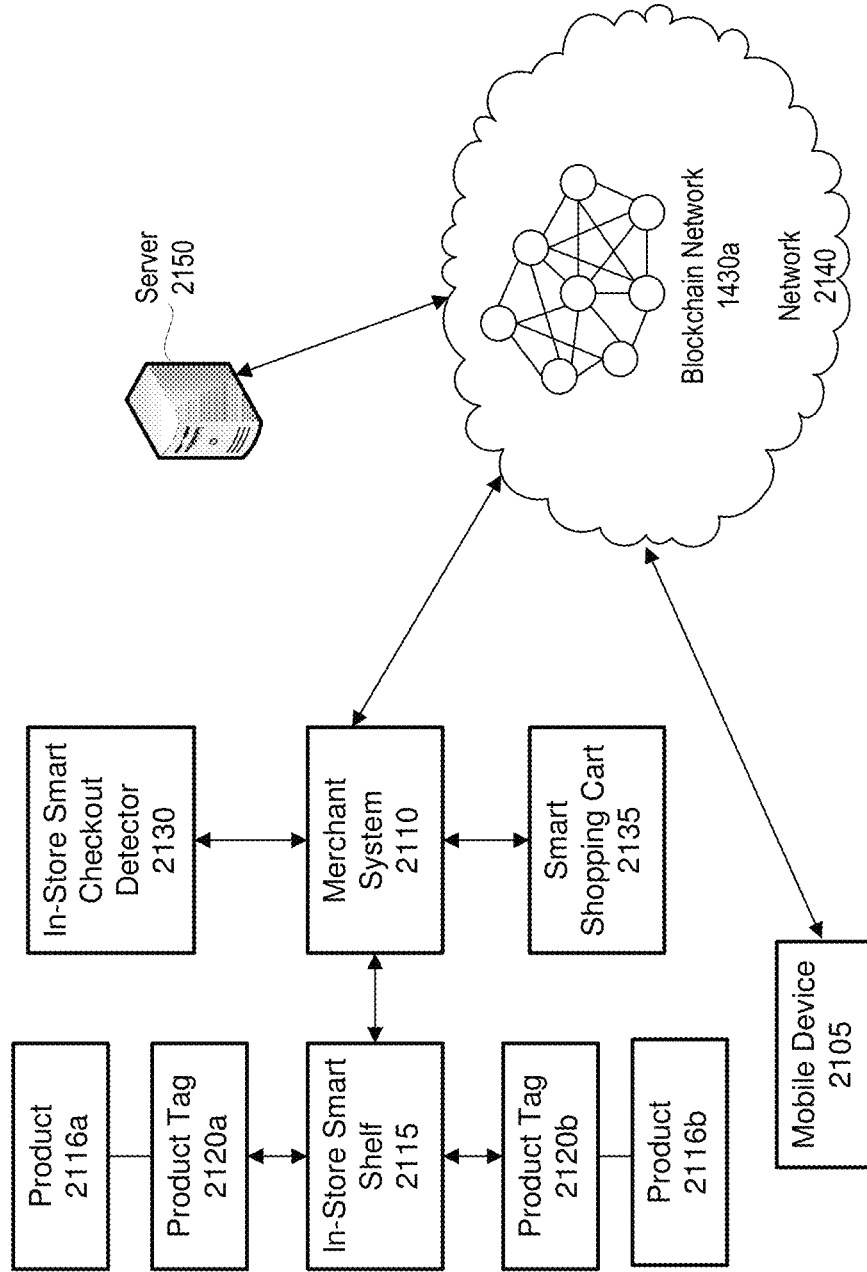 Product
2116a
Product Tag
2120a
In-Store Smart
Shelf
2115
Product Tag
2120b
Product
2116b
In-Store Smart
Checkout
Detector
2130
Merchant
System
2110
Smart
Shopping Cart
2135
Mobile Device
2105
Server
2150
Blockchain Network
1430a
Network
2140